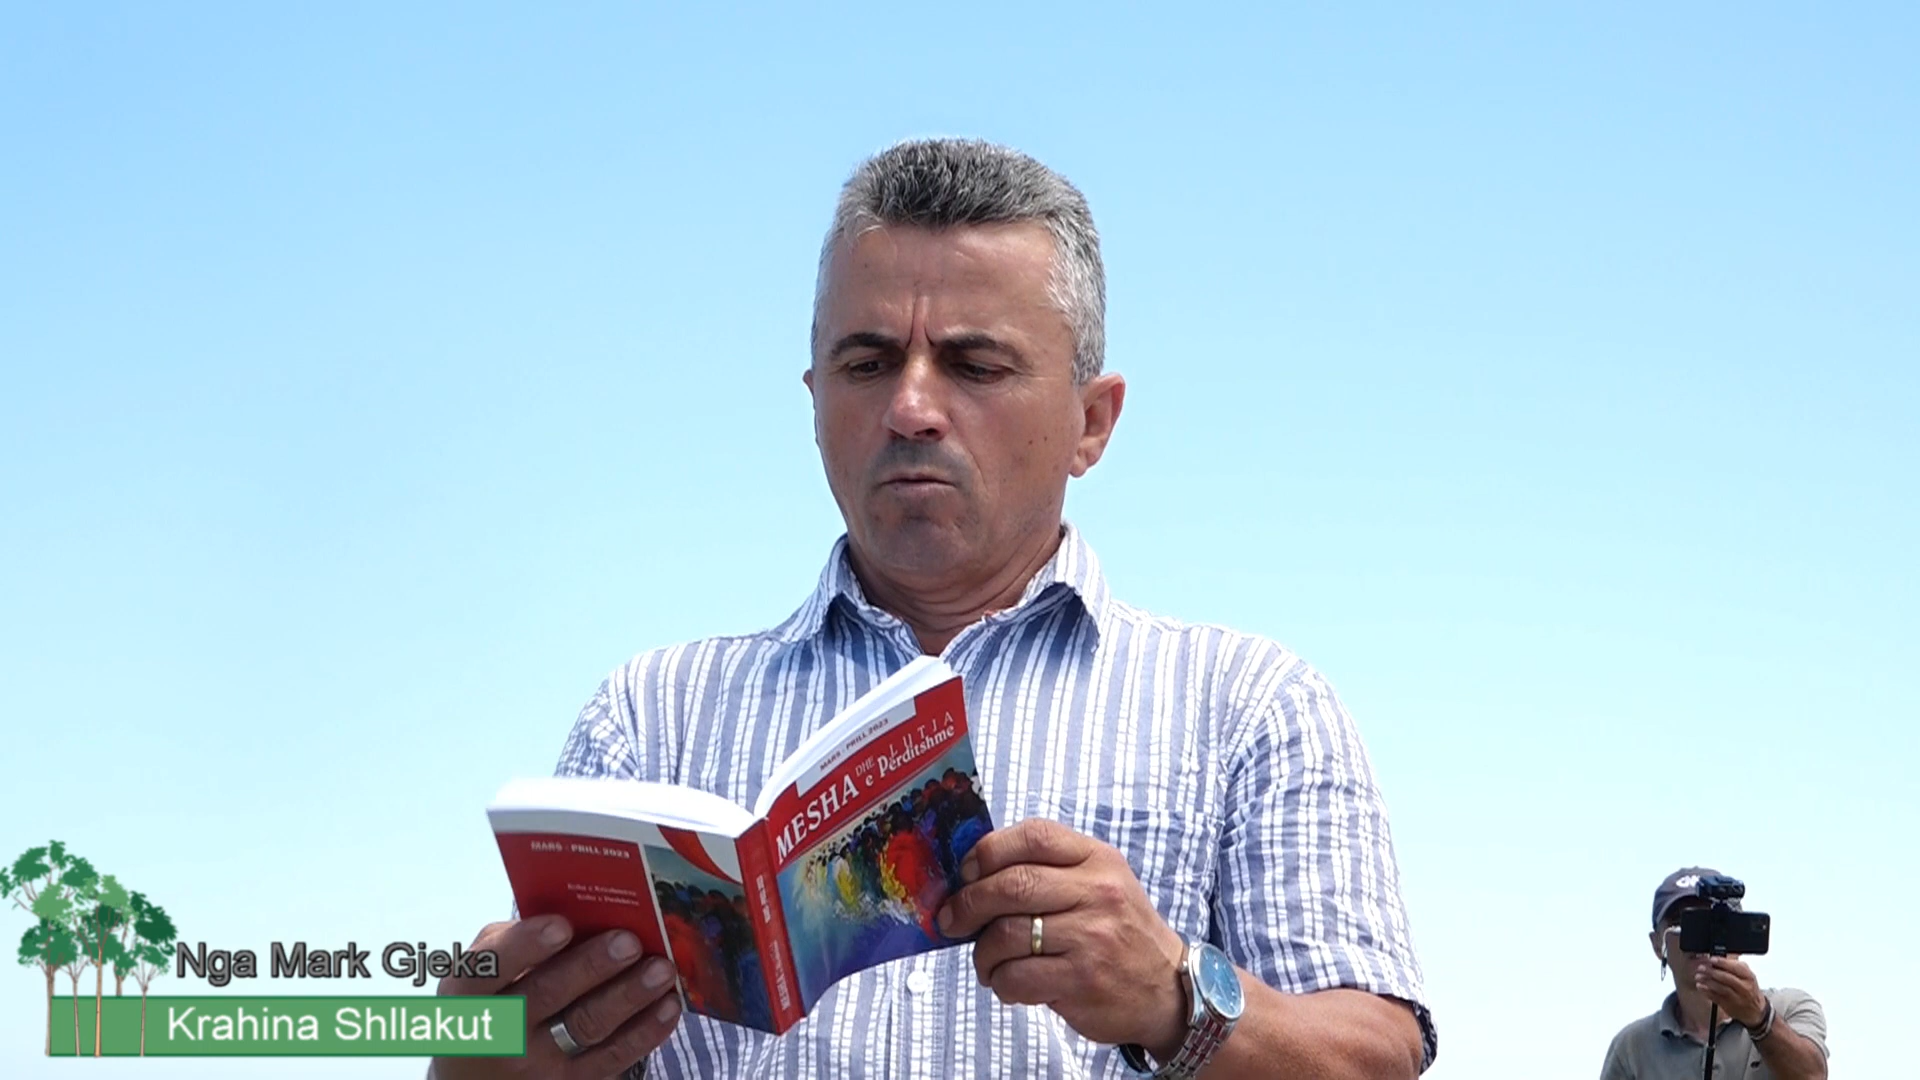 MARS - PRILL 2023
MESHA DHE LUTJA
e Përditshme
MARS - PRILL 2023
Nga Mark Gjeka
Krahina Shllakut